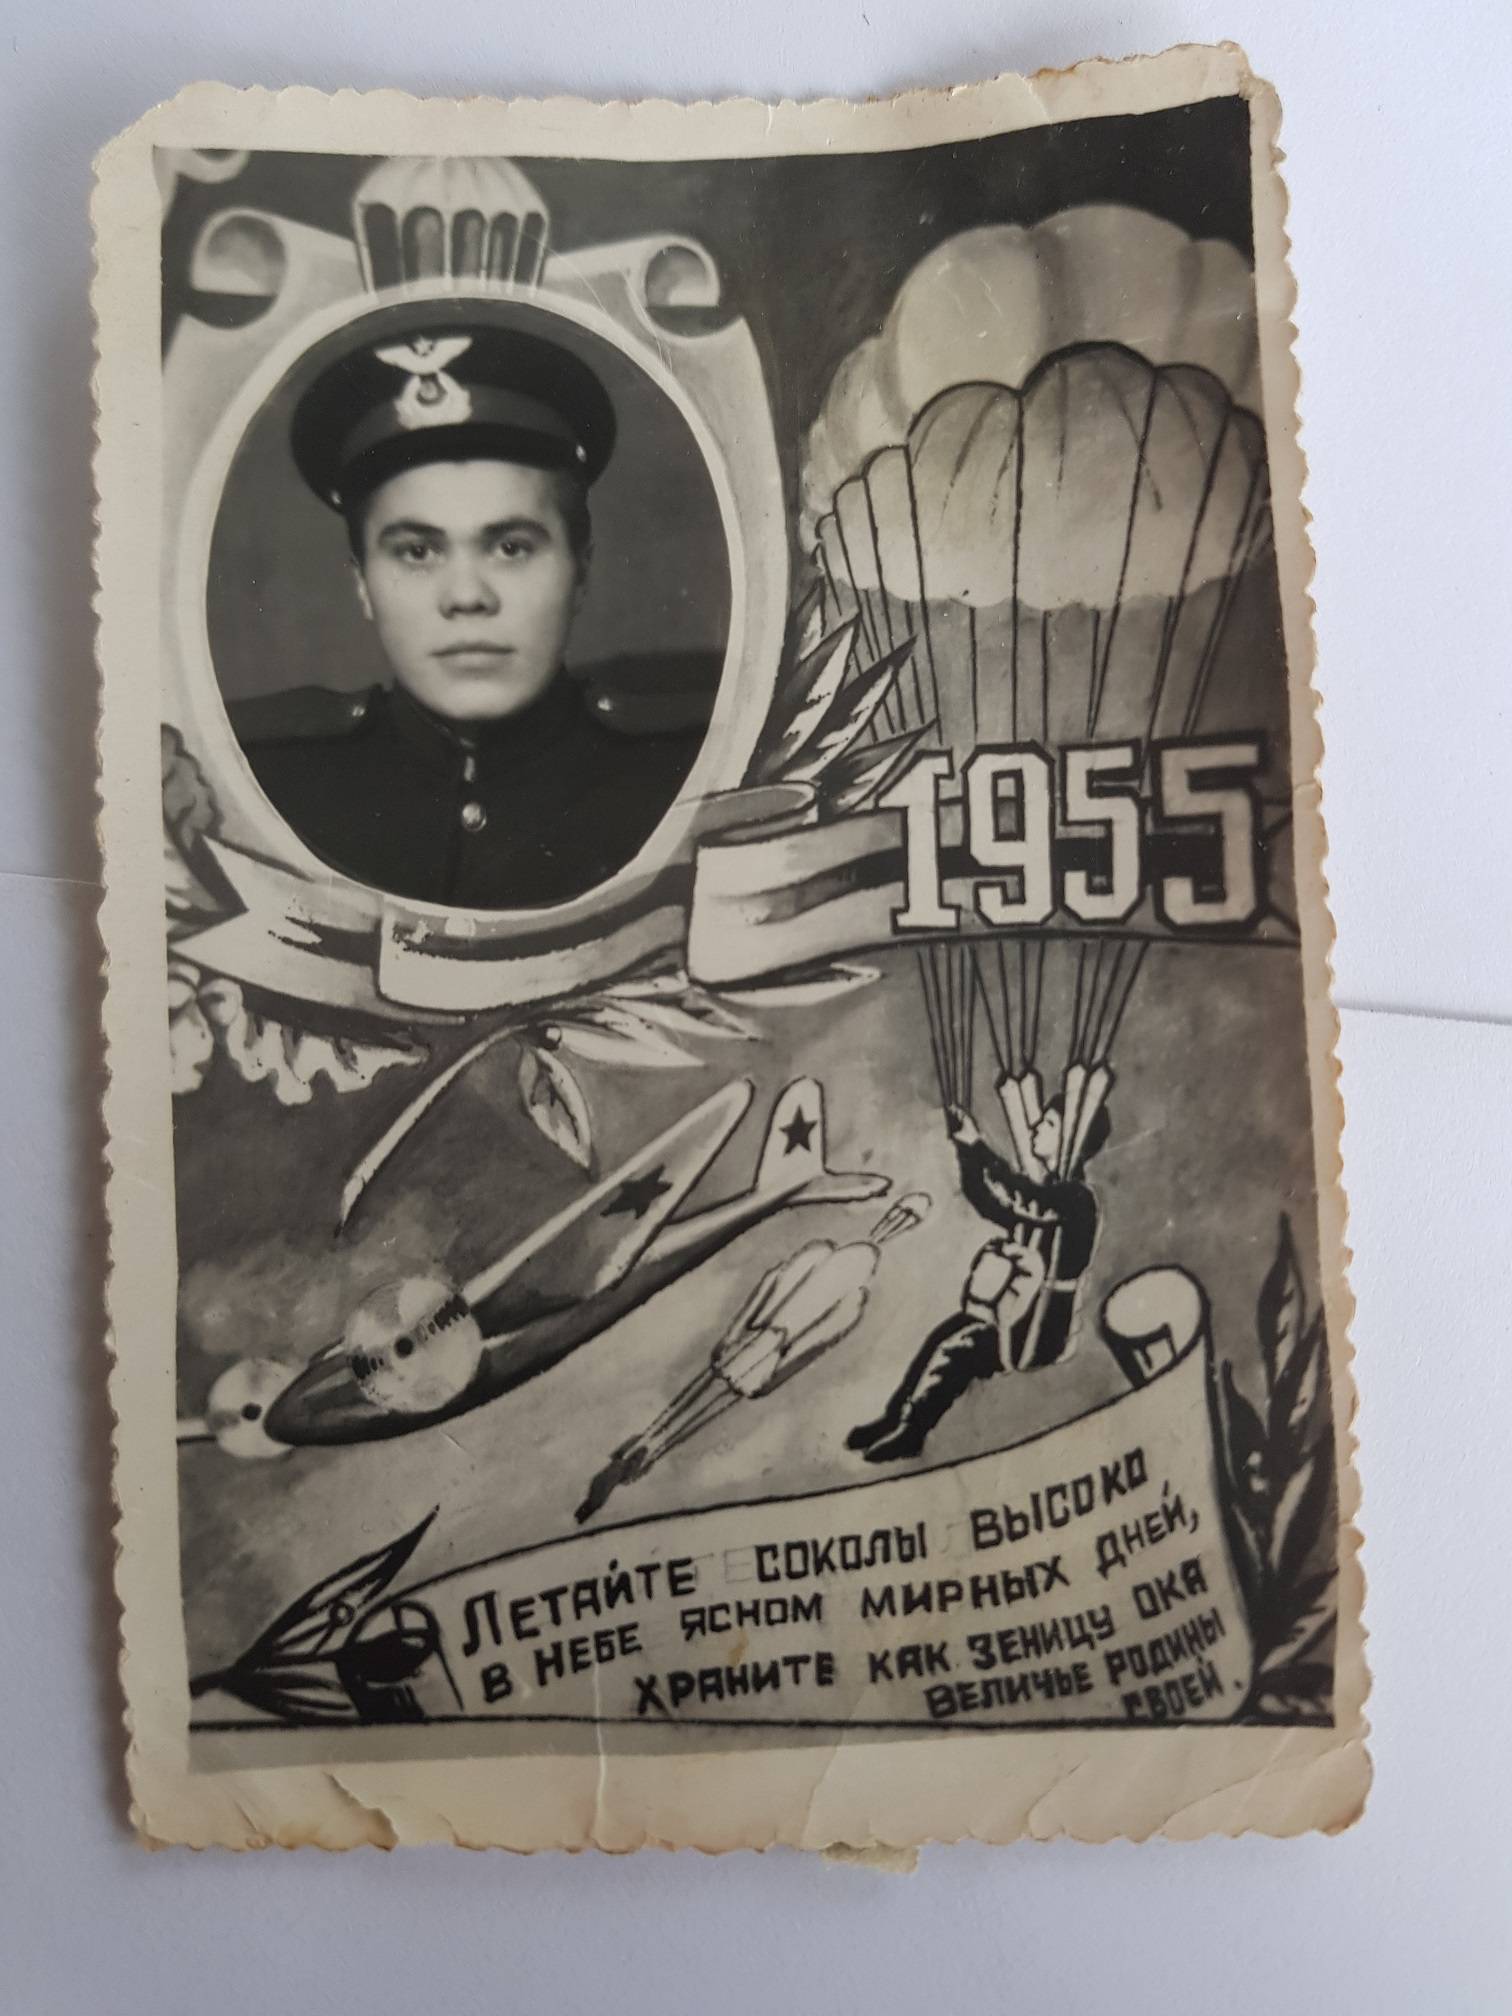 1955
ЛЕТАЙТЕ СОКОЛЫ ВЫСОКО
В НЕБЕ ЯСНОМ МИРНЫХ ДНЕЙ,
ХРАНИТЕ КАК ЗЕНИЦУ ОКА
ВЕЛИЧЬЕ РОДИНЫ
СВОЕЙ.